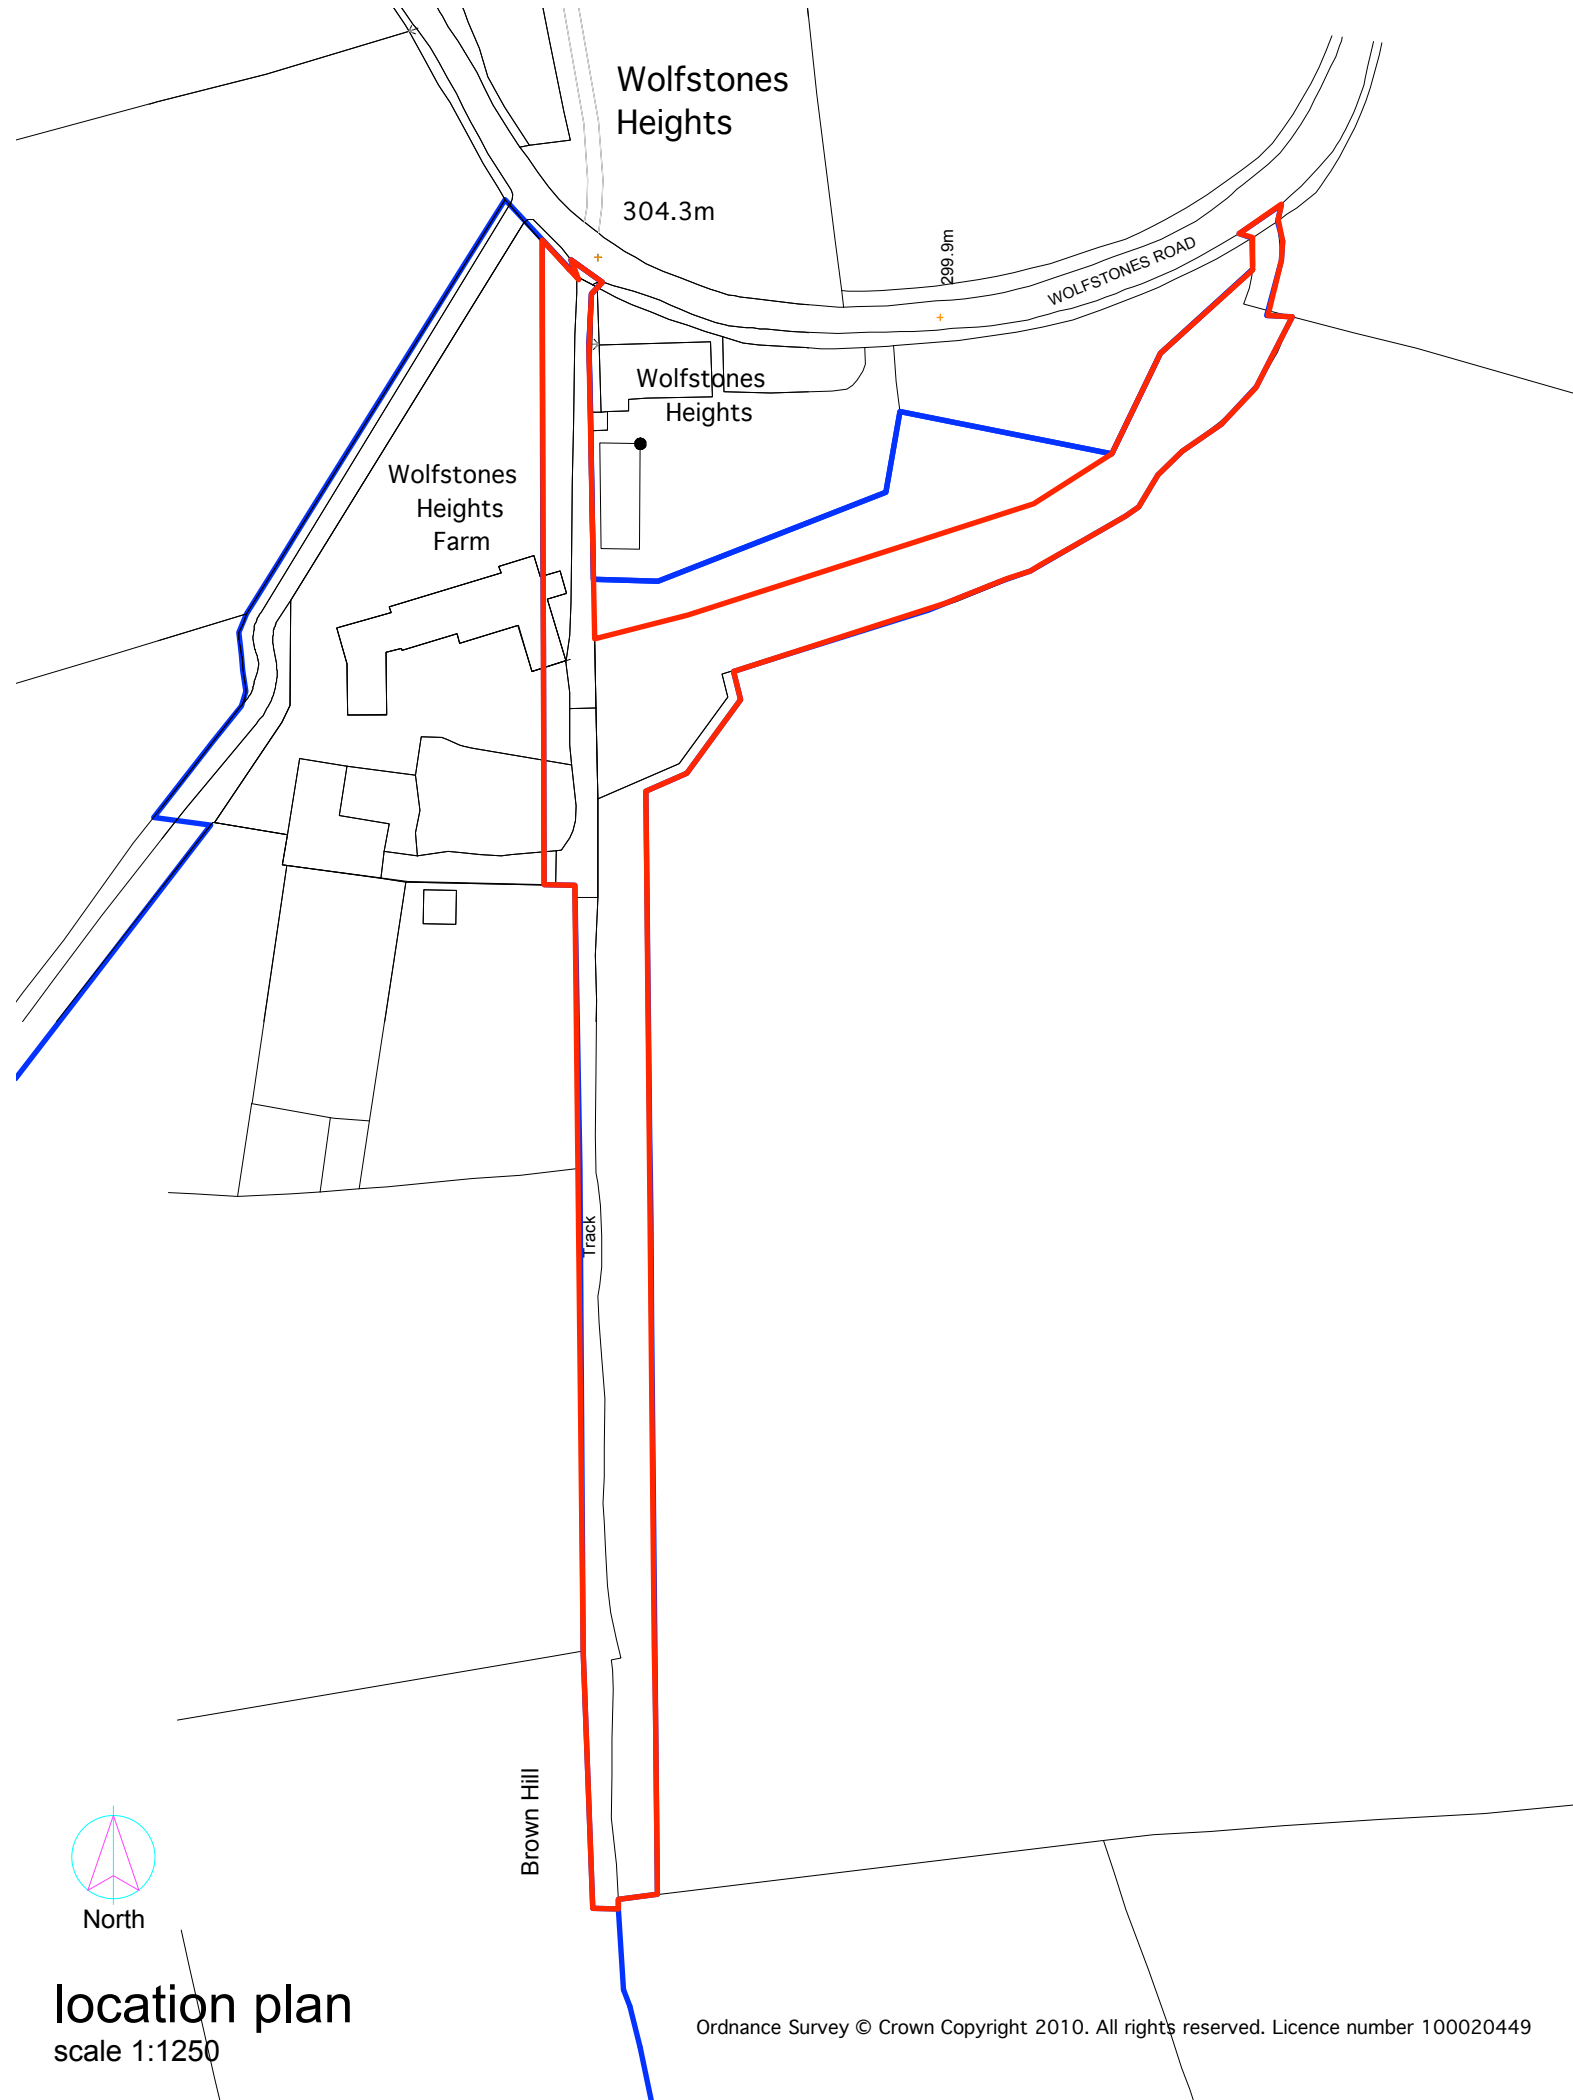 Wolfstones
Heights
304.3m
299.9m
WOLFSTONES ROAD
Wolfstones
Heights
Wolfstones
Heights
Farm
Track
Brown Hill
North
location plan
scale 1:1250
Ordnance Survey © Crown Copyright 2010. All rights reserved. Licence number 100020449